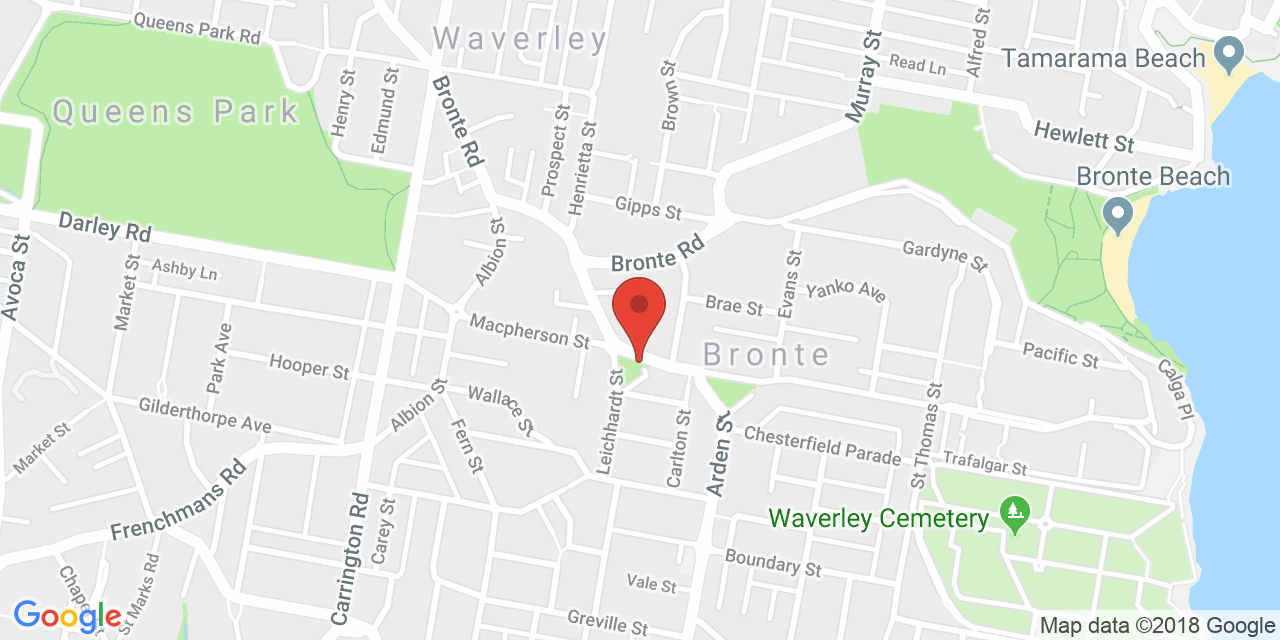 Queens Park Rd
Waverley
Alfred St
Tamarama Beach
Murray St
Read Ln
Brown St
Henry St
Edmund St
Bronte Rd
Queens Park
Hewlett St
Prospect St
Henrietta St
Bronte Beach
Gipps St
Darley Rd
Albion St
Bronte Rd
Gardyne St
Avoca St
Market St
Ashby Ln
Evans St
Yanko Ave
Brae St
Macpherson St
Bronte
Park Ave
Hooper St
Pacific St
Calga Pl
Wallace St
Albion St
Leichhardt St
St Thomas St
Gilderthorpe Ave
Market St
Fern St
Carlton St
Arden St
Chesterfield Parade
Trafalgar St
Frenchmans Rd
Carrington Rd
Carey St
Waverley Cemetery
Boundary St
St Marks Rd
Vale St
Greville St
Google
Map data ©2018 Google